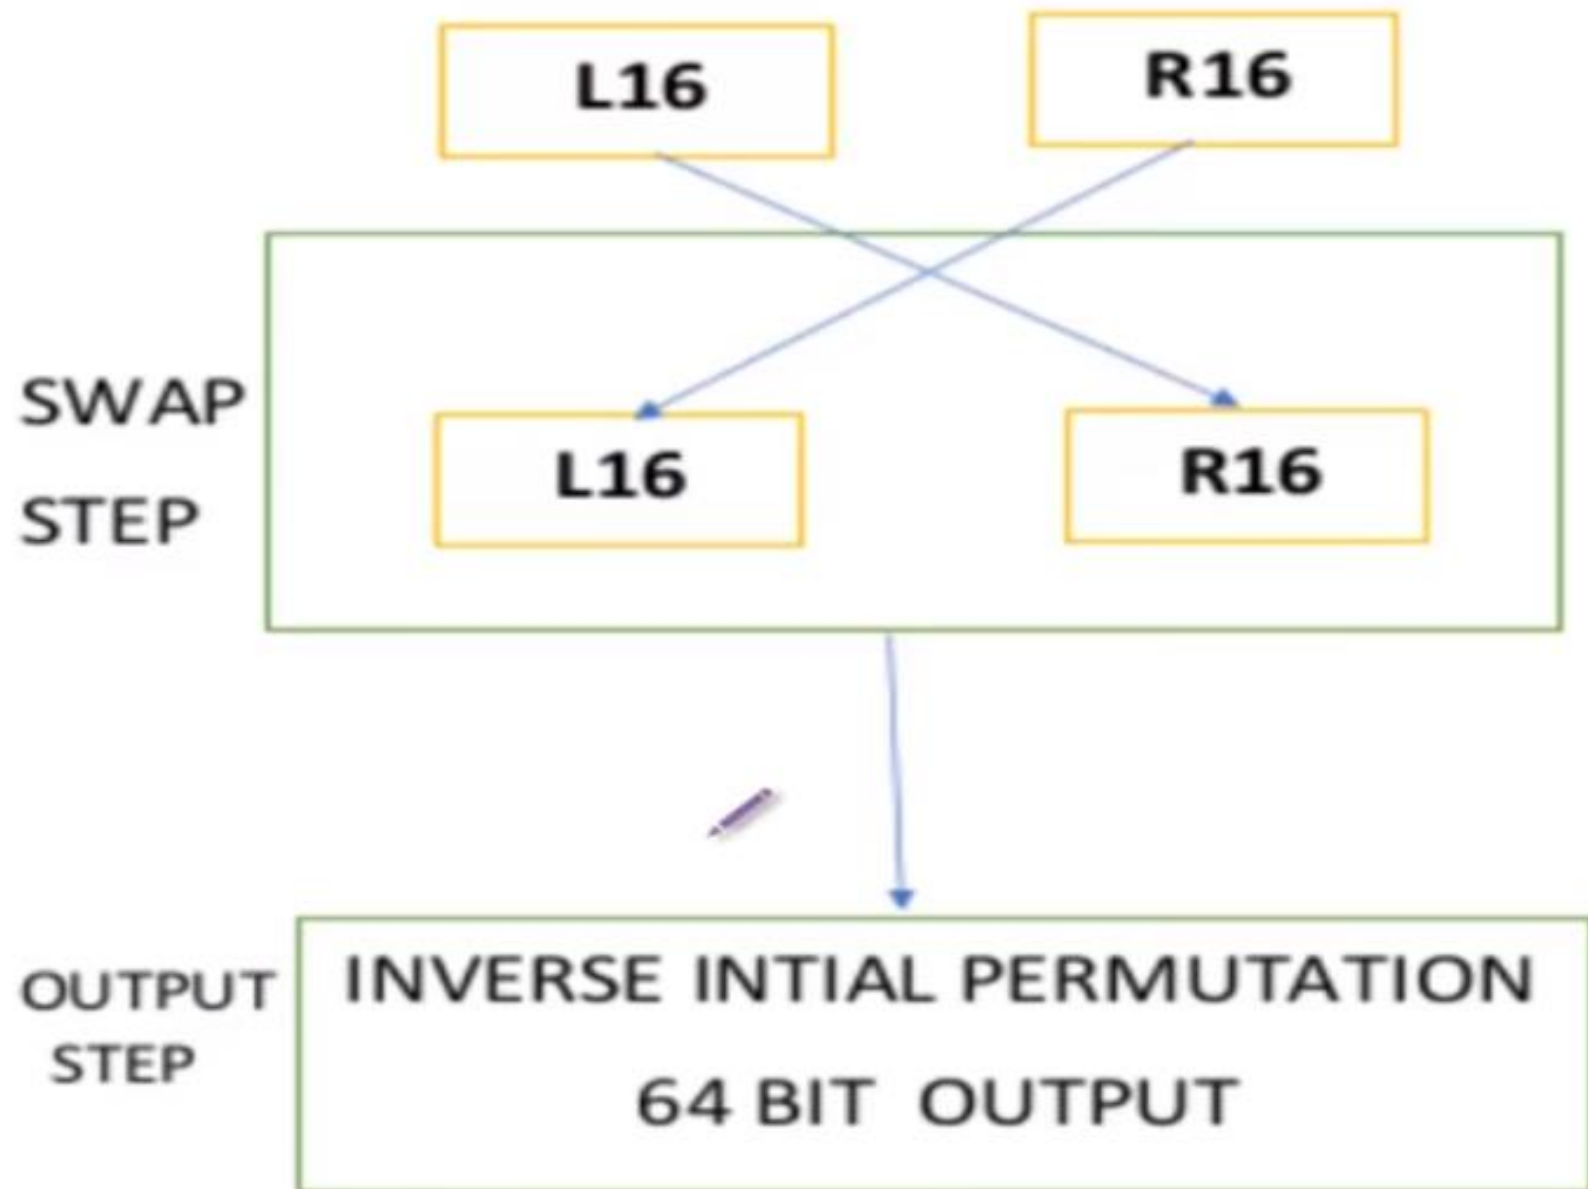 L16
R16
SWAP
STEP
L16
R16
OUTPUT
STEP
INVERSE INTIAL PERMUTATION
64 BIT OUTPUT